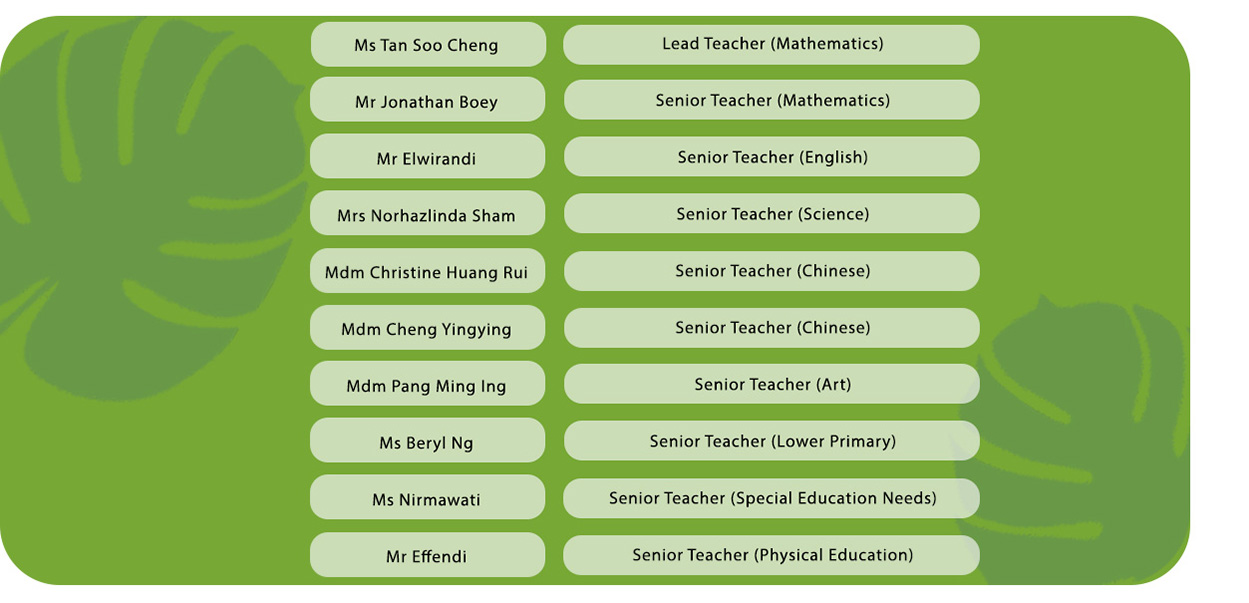 Ms Tan Soo Cheng Lead Teacher (Mathematics)
Mr Jonathan Boey Senior Teacher (Mathematics)
Mr Elwirandi Senior Teacher (English)
Mrs Norhazlinda Sham Senior Teacher (Science)
Mdm Christine Huang Rui Senior Teacher (Chinese)
Mdm Cheng Yingying Senior Teacher (Chinese)
Mdm Pang Ming Ing Senior Teacher (Art)
Ms Beryl Ng Senior Teacher (Lower Primary)
Ms Nirmawati Senior Teacher (Special Education Needs)
Mr Effendi Senior Teacher (Physical Education)